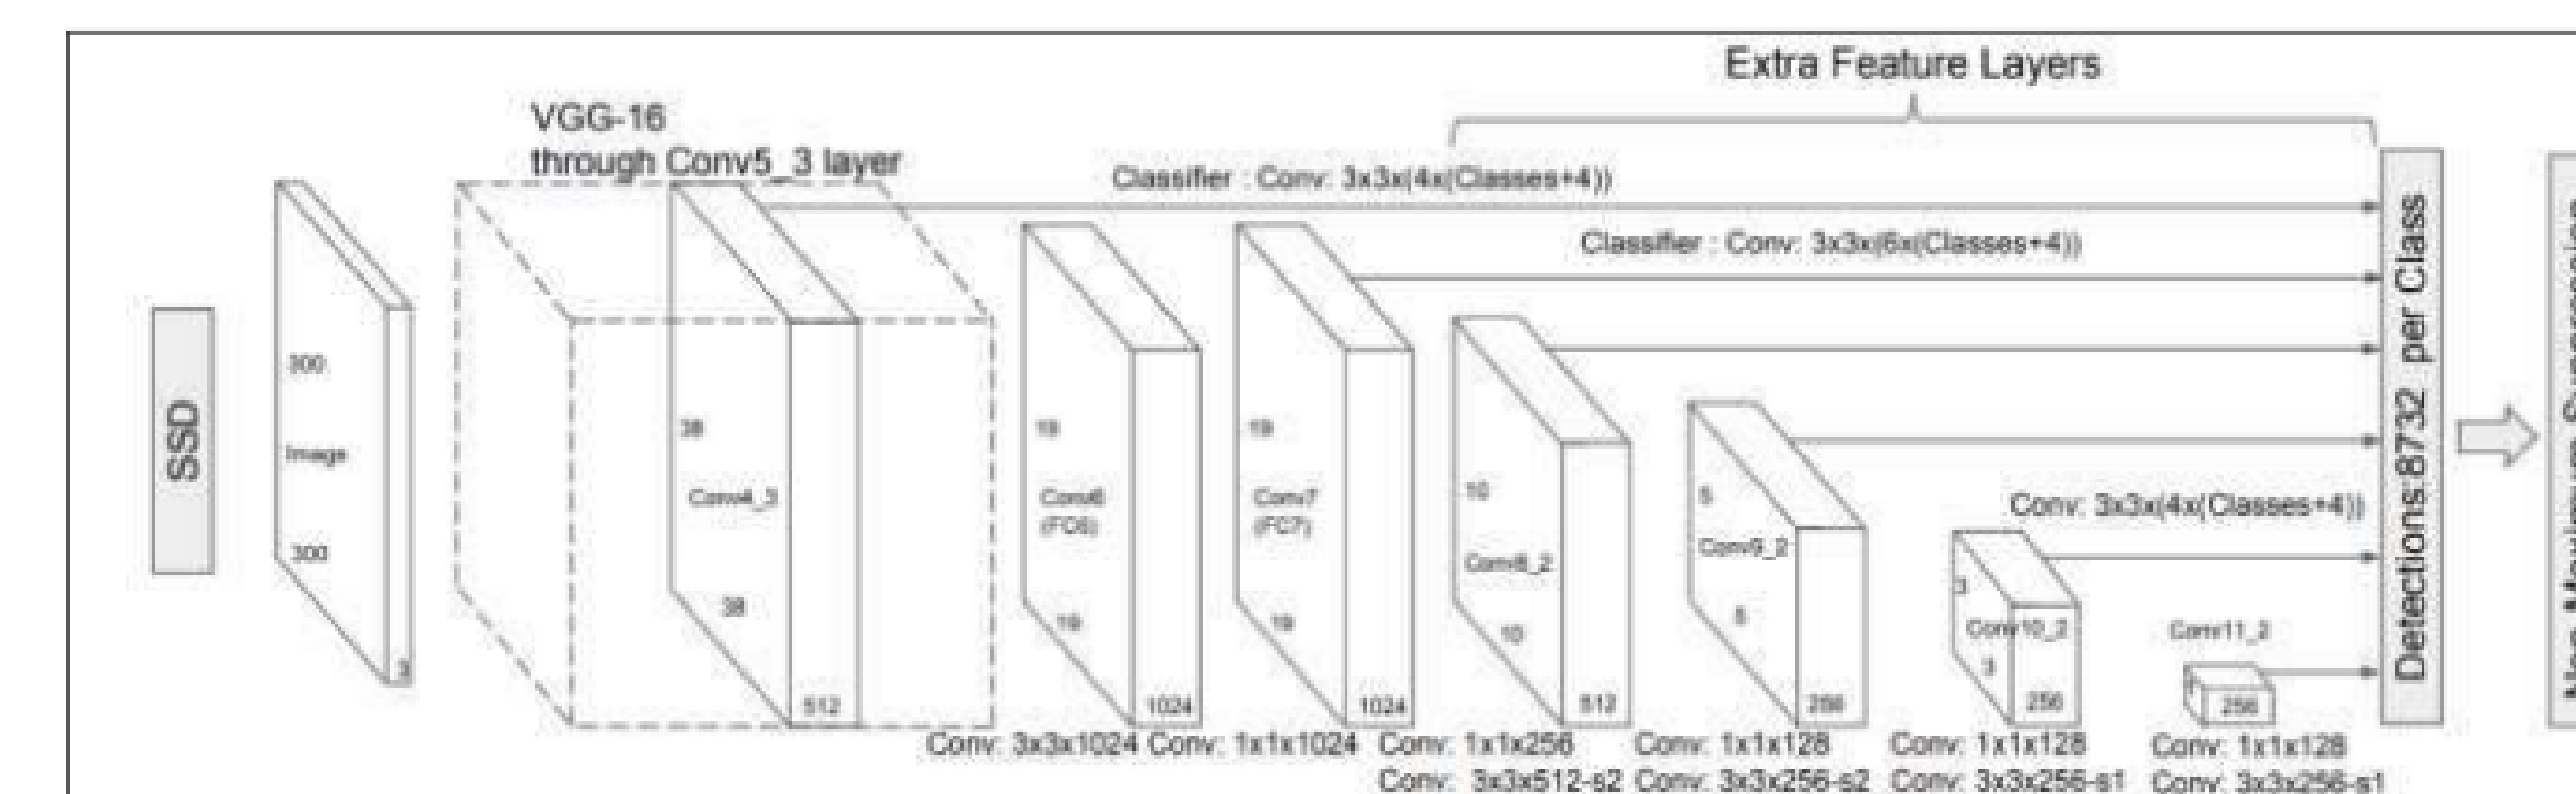 Extra Feature Layers
VGG-16
through Conv5_3 layer
Classifier : Conv: 3x3x(4x(Classes+4))
Classifier : Conv: 3x3x(6x(Classes+4))
SSD
300
Image
300
3
38
Conv4_3
38
512
19
Conv6
(FC6)
19
1024
19
Conv7
(FC7)
19
1024
10
Conv8_2
10
512
5
Conv9_2
5
256
Conv: 3x3x(4x(Classes+4))
3
Conv10_2
3
256
Conv11_2
256
Detections:8732 per Class
Conv: 3x3x1024 Conv: 1x1x1024 Conv: 1x1x256 Conv: 1x1x128 Conv: 1x1x128 Conv: 1x1x128
Conv: 3x3x512-s2 Conv: 3x3x256-s2 Conv: 3x3x256-s1 Conv: 3x3x256-s1